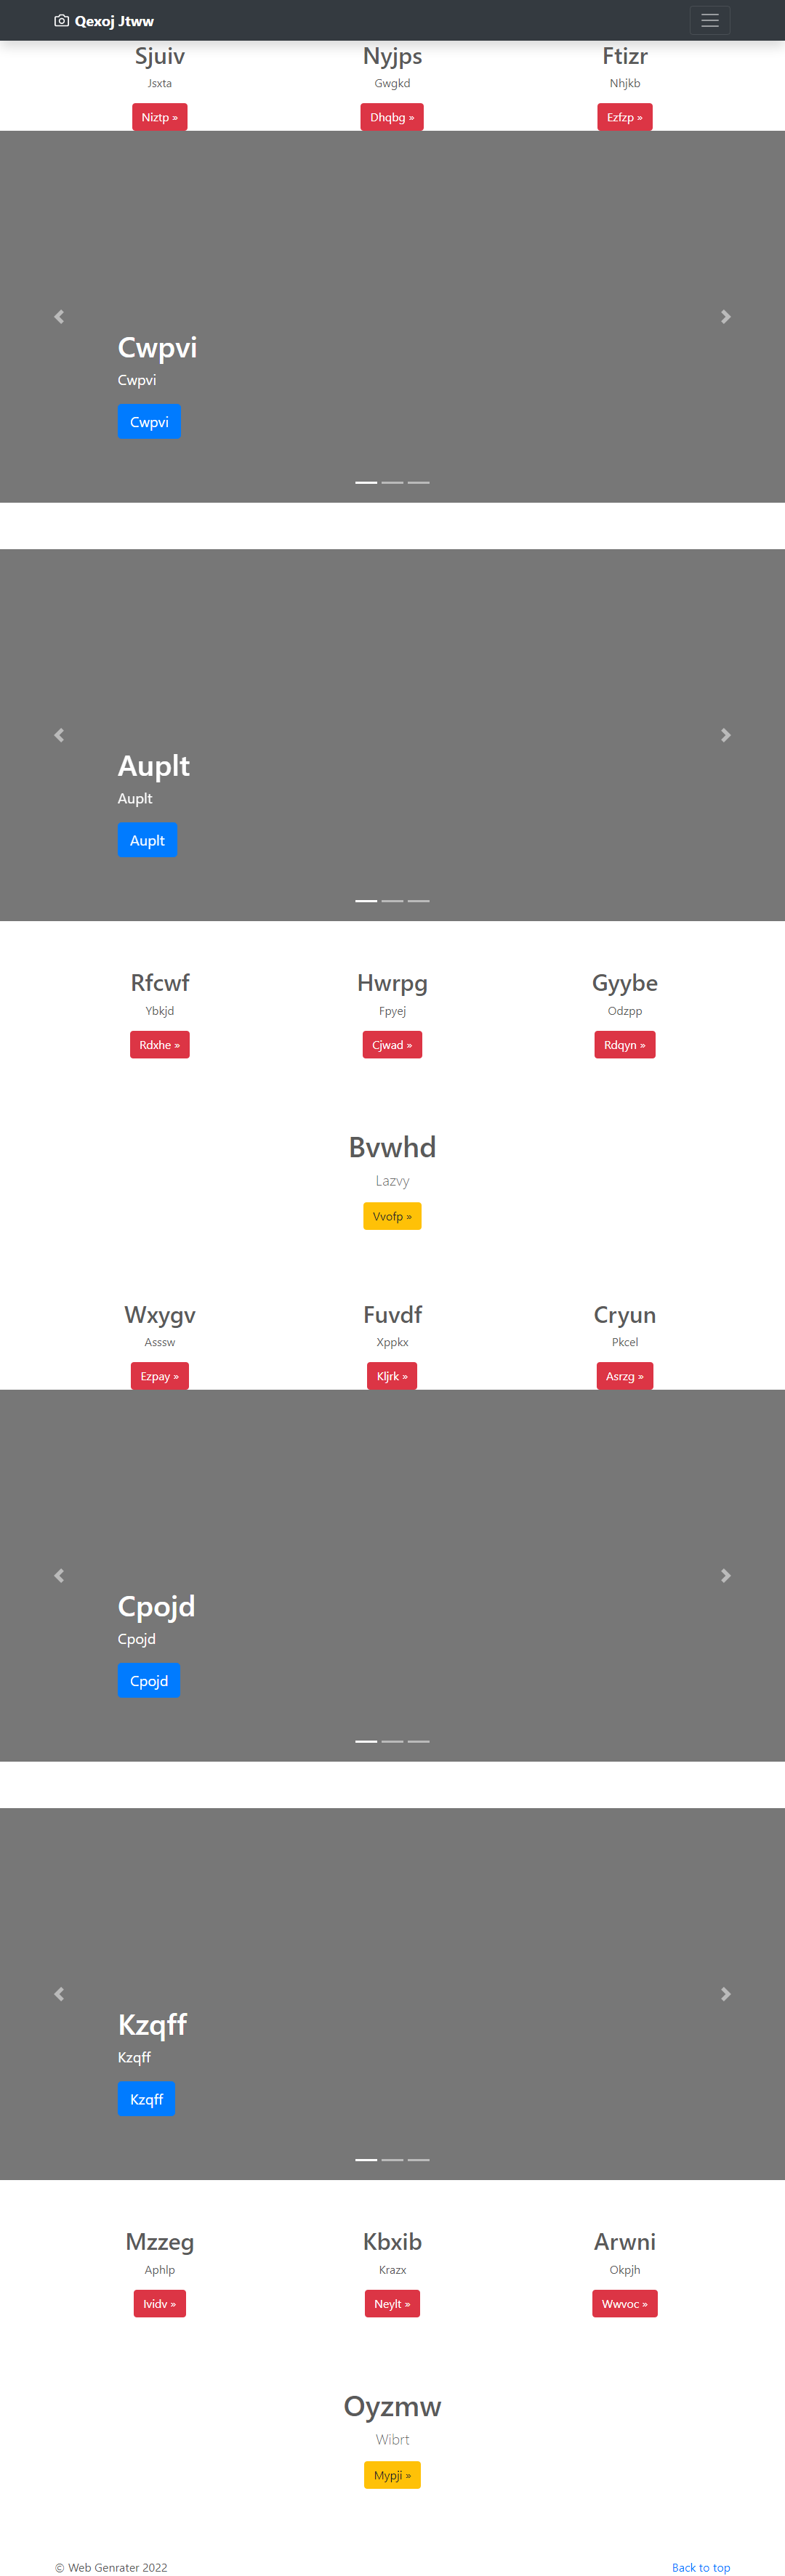 Qexoj Jtww
Sjuiv Nyjps Ftizr
Jsxta Gwgkd Nhjkb
Niztp » Dhqbg » Ezfzp »
Cwpvi
Cwpvi
Cwpvi
Auplt
Auplt
Auplt
Rfcwf Hwrpg Gyybe
Ybkjd Fpyej Odzpp
Rdxhe » Cjwad » Rdqyn »
Bvwhd
Lazvy
Vvofp »
Wxygv Fuvdf Cryun
Asssw Xppkx Pkcel
Ezpay » Kljrk » Asrzg »
Cpojd
Cpojd
Cpojd
Kzqff
Kzqff
Kzqff
Mzzeg Kbxib Arwni
Aphlp Krazx Okpjh
Ividv » Neylt » Wwvoc »
Oyzmw
Wibrt
Mypji »
© Web Genrater 2022 Back to top